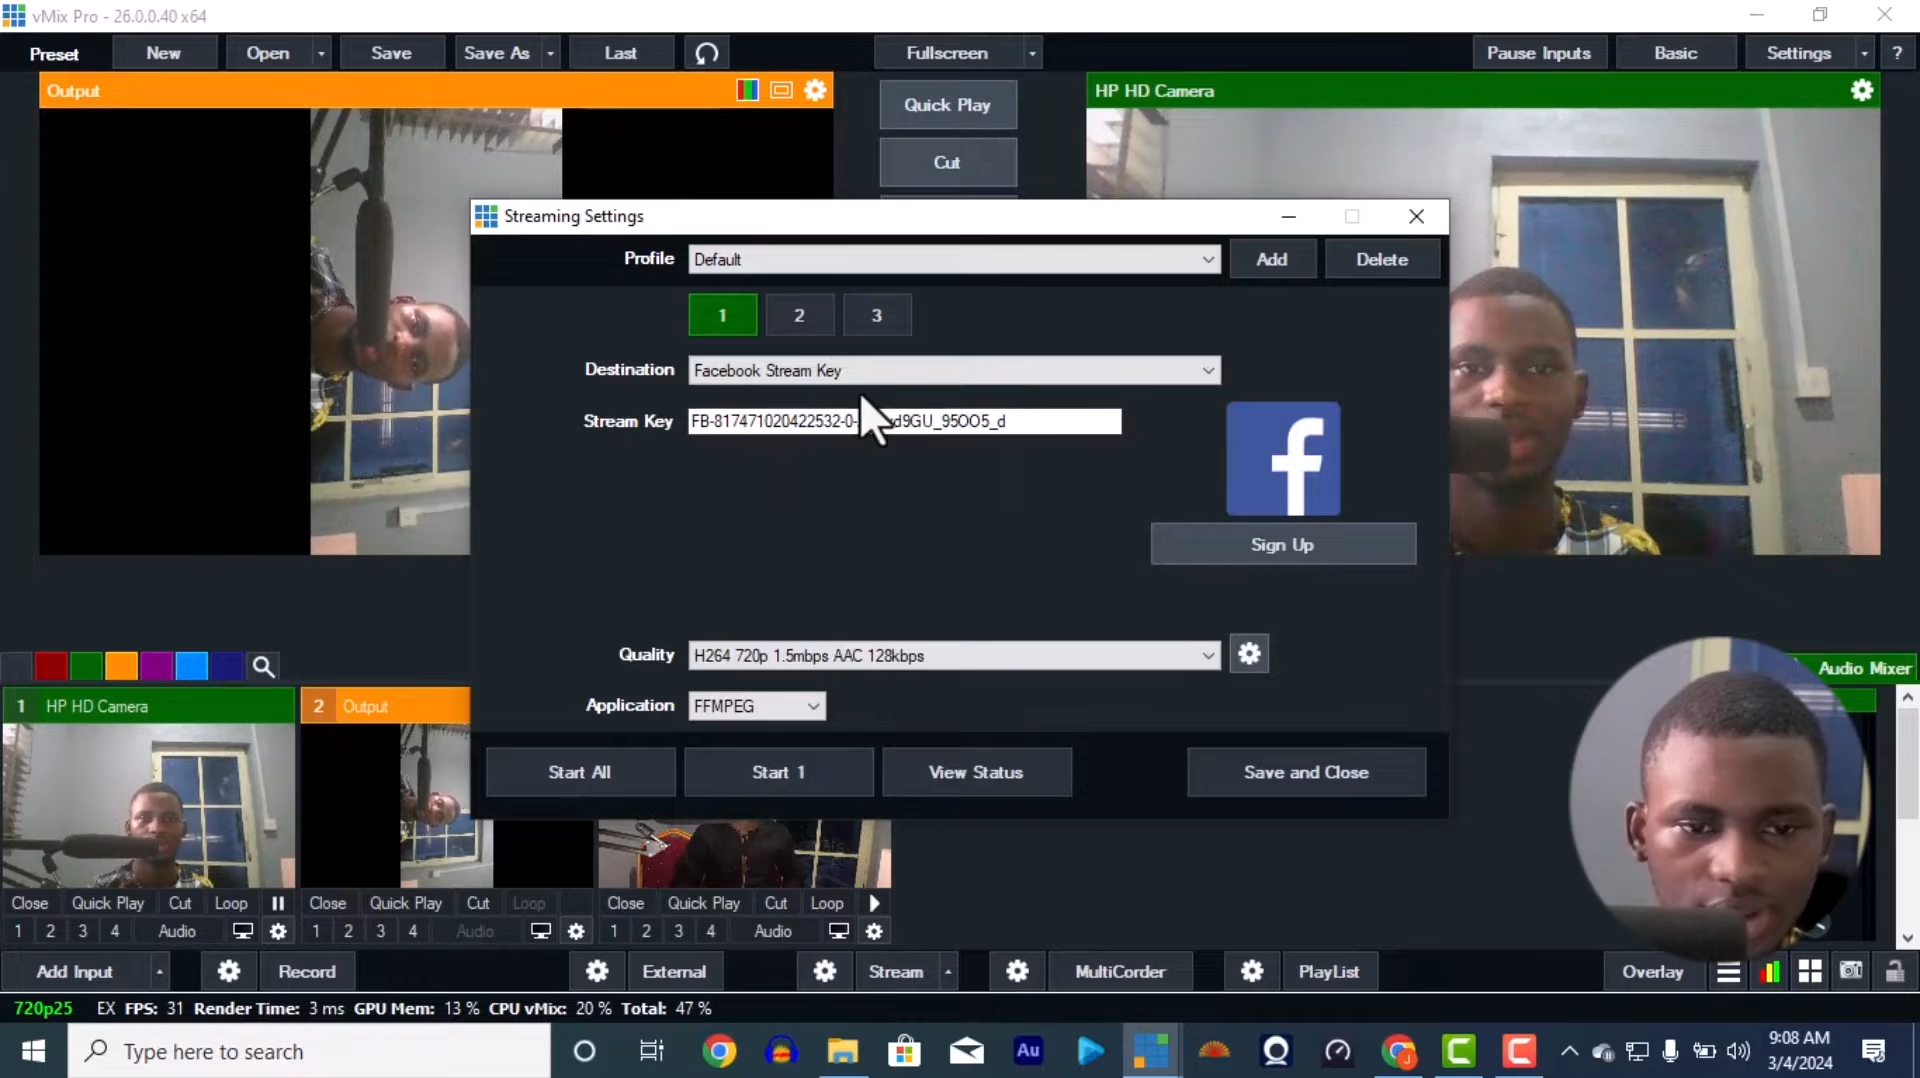 vMix Pro - 26.0.0.40 x64
Preset New Open Save Save As Last Fullscreen Pause Inputs Basic Settings ?
Output
Quick Play
Cut
HP HD Camera
Streaming Settings
Profile Default Add Delete
1 2 3
Destination Facebook Stream Key
Stream Key FB-817471020422532-0- d9GU_95OO5_d
f
Sign Up
Quality H264 720p 1.5mbps AAC 128kbps
Application FFMPEG
Start All Start 1 View Status Save and Close
Audio Mixer
1 HP HD Camera 2 Output
Close Quick Play Cut Loop Close Quick Play Cut Loop Close Quick Play Cut Loop
1 2 3 4 Audio 1 2 3 4 Audio 1 2 3 4 Audio
Add Input Record External Stream MultiCorder PlayList Overlay
720p25 EX FPS: 31 Render Time: 3 ms GPU Mem: 13 % CPU vMix: 20 % Total: 47 %
Type here to search Au 9:08 AM
3/4/2024